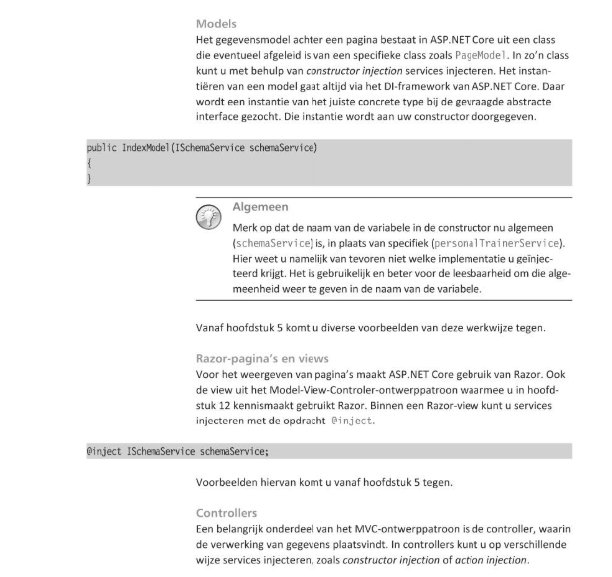 Models
Het gegevensmodel achter een pagina bestaat in ASP.NET Core uit een class
die eventueel afgeleid is van een specifieke class zoals PageModel. In zo'n class
kunt u met behulp van constructor injection services injecteren. Het instan-
tiëren van een model gaat altijd via het DI-framework van ASP.NET Core. Daar
wordt een instantie van het juiste concrete type bij de gevraagde abstracte
interface gezocht. Die instantie wordt aan uw constructor doorgegeven.
public IndexModel(ISchemaService schemaService)
{
}
Algemeen
Merk op dat de naam van de variabele in de constructor nu algemeen
(schemaService) is, in plaats van specifiek (personalTrainerService).
Hier weet u namelijk van tevoren niet welke implementatie u geïnjec-
teerd krijgt. Het is gebruikelijk en beter voor de leesbaarheid om die alge-
meenheid weer te geven in de naam van de variabele.
Vanaf hoofdstuk 5 komt u diverse voorbeelden van deze werkwijze tegen.
Razor-pagina's en views
Voor het weergeven van pagina's maakt ASP.NET Core gebruik van Razor. Ook
de view uit het Model-View-Controler-ontwerppatroon waarmee u in hoofd-
stuk 12 kennismaakt gebruikt Razor. Binnen een Razor-view kunt u services
injecteren met de opdracht @inject.
@inject ISchemaService schemaService;
Voorbeelden hiervan komt u vanaf hoofdstuk 5 tegen.
Controllers
Een belangrijk onderdeel van het MVC-ontwerppatroon is de controller, waarin
de verwerking van gegevens plaatsvindt. In controllers kunt u op verschillende
wijze services injecteren, zoals constructor injection of action injection.